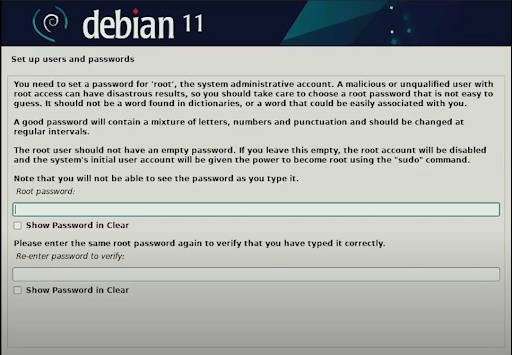 debian 11
Set up users and passwords
You need to set a password for 'root', the system administrative account. A malicious or unqualified user with
root access can have disastrous results, so you should take care to choose a root password that is not easy to
guess. It should not be a word found in dictionaries, or a word that could be easily associated with you.
A good password will contain a mixture of letters, numbers and punctuation and should be changed at
regular intervals.
The root user should not have an empty password. If you leave this empty, the root account will be disabled
and the system's initial user account will be given the power to become root using the "sudo" command.
Note that you will not be able to see the password as you type it.
Root password:
Show Password in Clear
Please enter the same root password again to verify that you have typed it correctly.
Re-enter password to verify:
Show Password in Clear